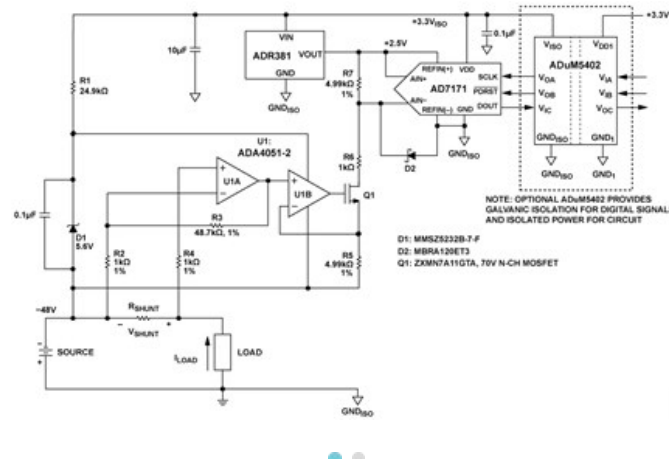 +3.3V
+3.3VISO
0.1µF
10µF
VIN
ADR381
VOUT
GND
GNDISO
+2.5V
R7
4.99kΩ
1%
REFIN(+)
VDD
AIN+
AIN–
AD7171
SCLK
PDRST
DOUT
REFIN(–)
GND
GNDISO
ADuM5402
VISO
VDD1
VOA
VIA
VOB
VIB
VIC
VOC
GNDISO
GND1
GNDISO
GND1
R1
24.9kΩ
U1:
ADA4051-2
U1A
U1B
R6
1kΩ
D2
Q1
NOTE: OPTIONAL ADuM5402 PROVIDES
GALVANIC ISOLATION FOR DIGITAL SIGNAL
AND ISOLATED POWER FOR CIRCUIT
0.1µF
D1
5.6V
R3
48.7kΩ, 1%
R2
1kΩ
1%
R4
1kΩ
1%
R5
4.99kΩ
1%
D1: MMSZ5232B-7-F
D2: MBRA120ET3
Q1: ZXMN7A11GTA, 70V N-CH MOSFET
–48V
RSHUNT
– +
VSHUNT
SOURCE
ILOAD
LOAD
GNDISO